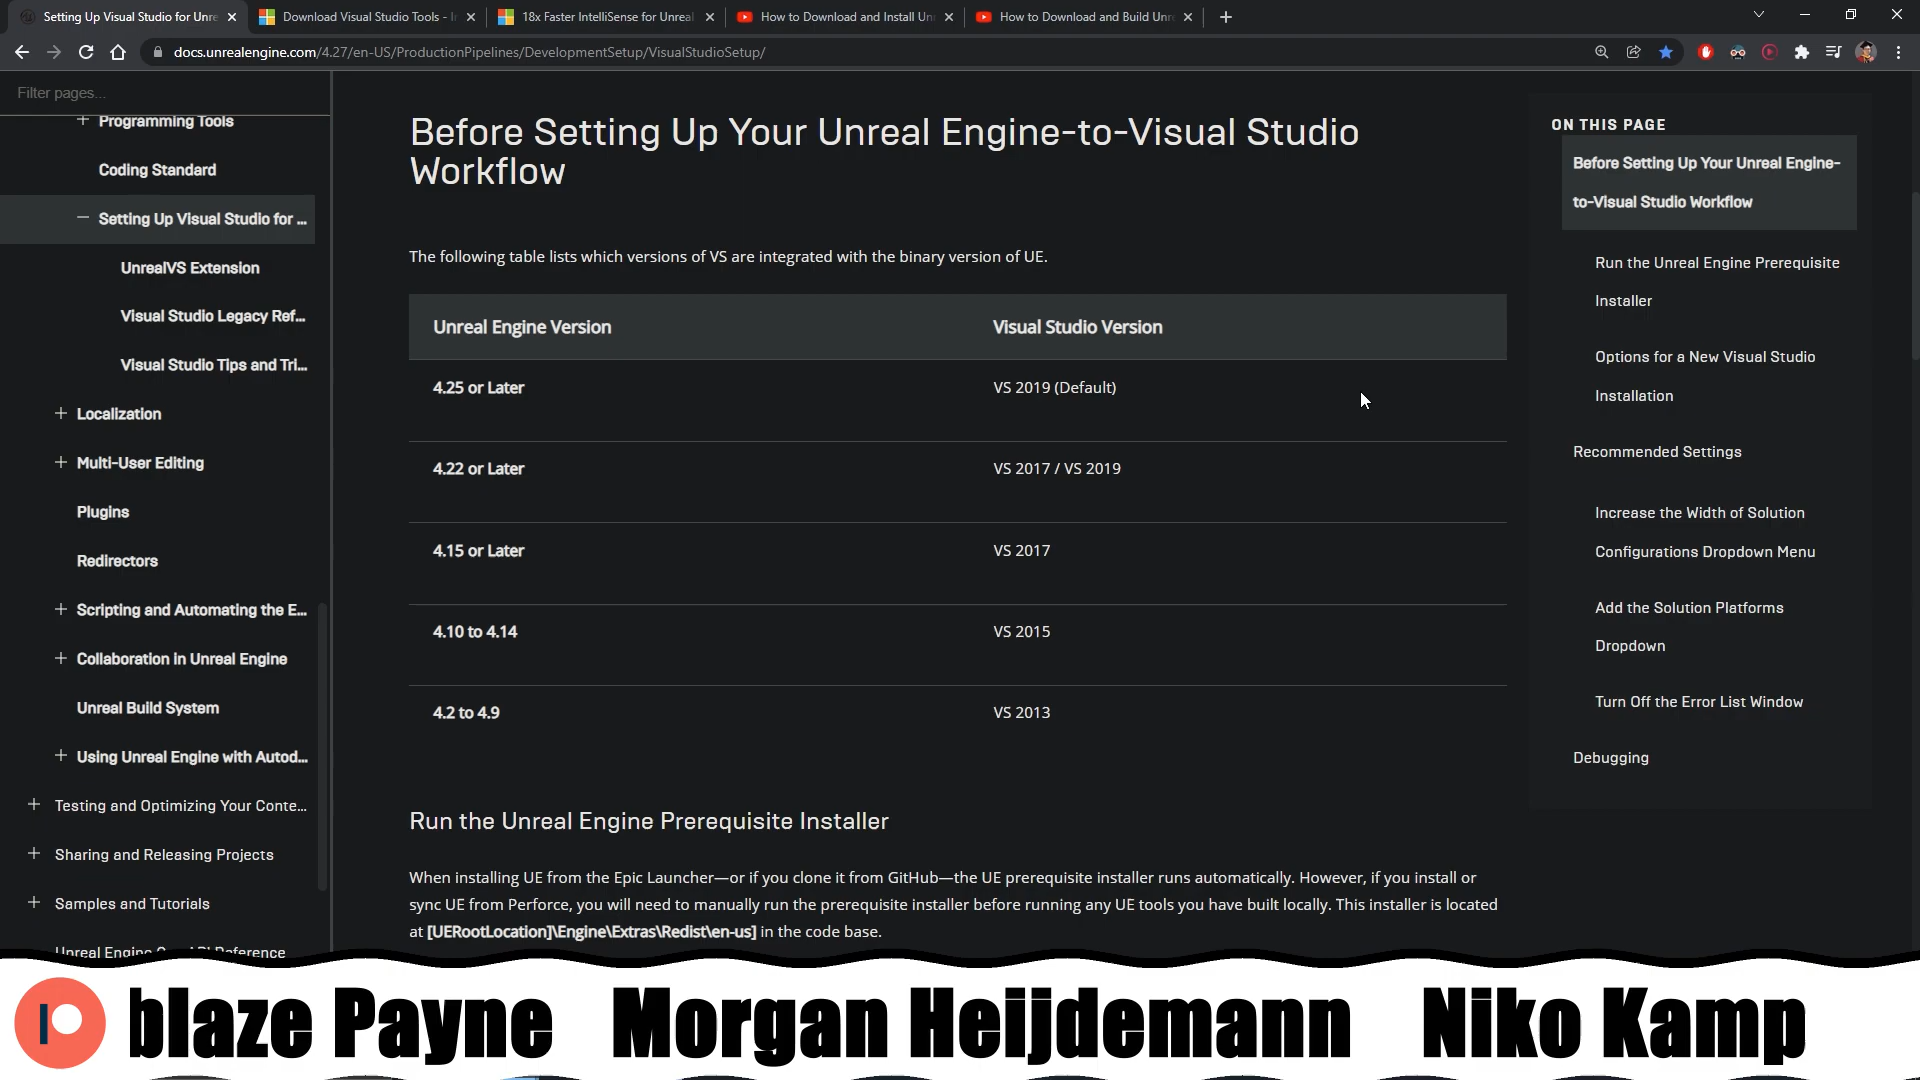 Setting Up Visual Studio for Unre
Download Visual Studio Tools - I
18x Faster IntelliSense for Unreal
How to Download and Install Un
How to Download and Build Unr
docs.unrealengine.com/4.27/en-US/ProductionPipelines/DevelopmentSetup/VisualStudioSetup/
Filter pages...
Programming Tools
Coding Standard
Setting Up Visual Studio for ...
UnrealVS Extension
Visual Studio Legacy Ref...
Visual Studio Tips and Tri...
Localization
Multi-User Editing
Plugins
Redirectors
Scripting and Automating the E...
Collaboration in Unreal Engine
Unreal Build System
Using Unreal Engine with Autod...
Testing and Optimizing Your Conte...
Sharing and Releasing Projects
Samples and Tutorials
Before Setting Up Your Unreal Engine-to-Visual Studio
Workflow
The following table lists which versions of VS are integrated with the binary version of UE.
Unreal Engine Version Visual Studio Version
4.25 or Later VS 2019 (Default)
4.22 or Later VS 2017 / VS 2019
4.15 or Later VS 2017
4.10 to 4.14 VS 2015
4.2 to 4.9 VS 2013
Run the Unreal Engine Prerequisite Installer
When installing UE from the Epic Launcher—or if you clone it from GitHub—the UE prerequisite installer runs automatically. However, if you install or
sync UE from Perforce, you will need to manually run the prerequisite installer before running any UE tools you have built locally. This installer is located
at [UERootLocation]\Engine\Extras\Redist\en-us] in the code base.
ON THIS PAGE
Before Setting Up Your Unreal Engine-
to-Visual Studio Workflow
Run the Unreal Engine Prerequisite
Installer
Options for a New Visual Studio
Installation
Recommended Settings
Increase the Width of Solution
Configurations Dropdown Menu
Add the Solution Platforms
Dropdown
Turn Off the Error List Window
Debugging
blaze Payne Morgan Heijdemann Niko Kamp